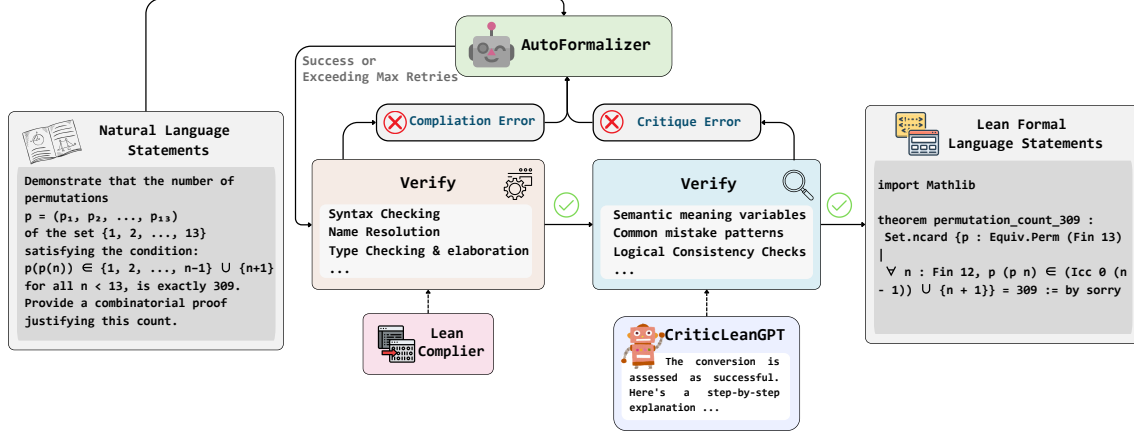 AutoFormalizer
Success or
Exceeding Max Retries
Natural Language
Statements
Demonstrate that the number of
permutations
p = (p₁, p₂, ..., p₁₃)
of the set {1, 2, ..., 13}
satisfying the condition:
p(p(n)) ∈ {1, 2, ..., n-1} ∪ {n+1}
for all n < 13, is exactly 309.
Provide a combinatorial proof
justifying this count.
Compliation Error
Critique Error
Verify
Syntax Checking
Name Resolution
Type Checking & elaboration
...
Verify
Semantic meaning variables
Common mistake patterns
Logical Consistency Checks
...
Lean
Complier
CriticLeanGPT
The conversion is
assessed as successful.
Here's a step-by-step
explanation ...
Lean Formal
Language Statements
import Mathlib
theorem permutation_count_309 :
Set.ncard {p : Equiv.Perm (Fin 13)
|
∀ n : Fin 12, p (p n) ∈ (Icc 0 (n
- 1)) ∪ {n + 1}} = 309 := by sorry